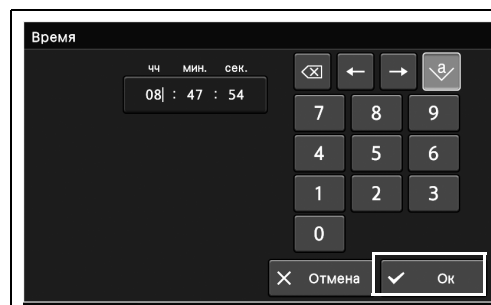 Время
чч мин. сек.
08 : 47 : 54
a
7 8 9
4 5 6
1 2 3
0
Отмена Ок